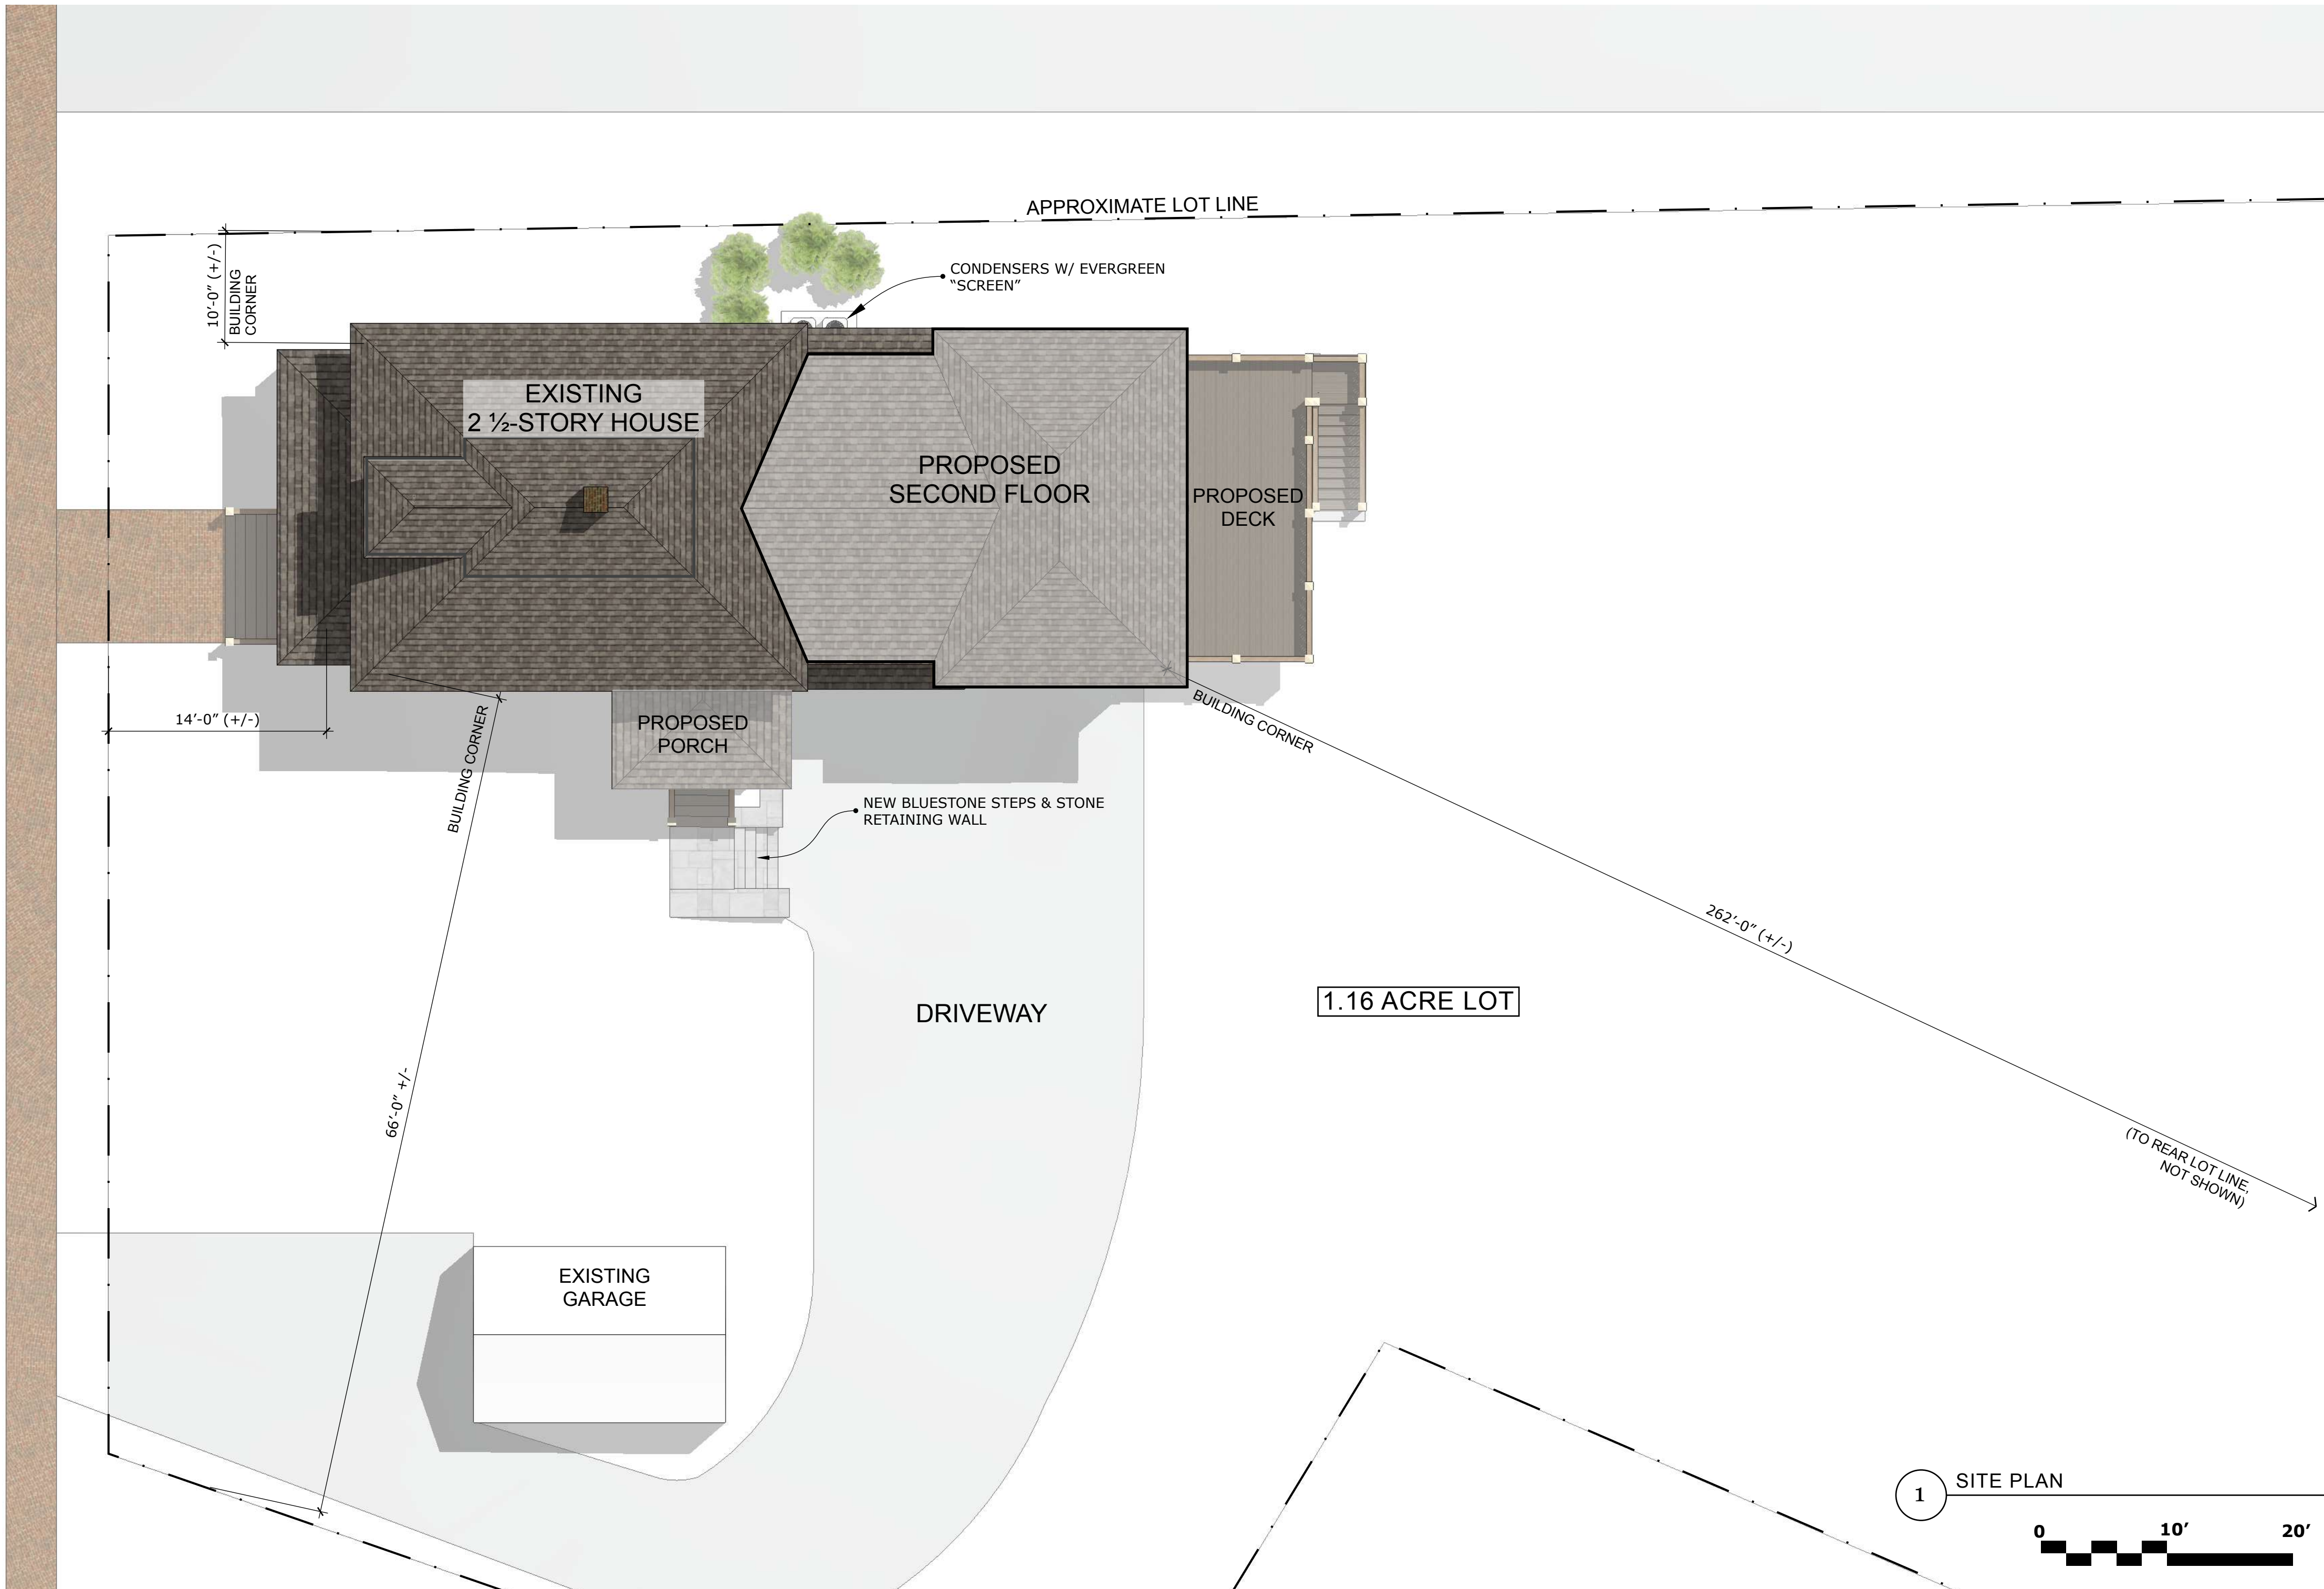 APPROXIMATE LOT LINE
10’-0” (+/-)
BUILDING
CORNER
CONDENSERS W/ EVERGREEN
“SCREEN”
EXISTING
2 ½-STORY HOUSE
PROPOSED
SECOND FLOOR
PROPOSED
DECK
14’-0” (+/-)
BUILDING CORNER
PROPOSED
PORCH
BUILDING CORNER
NEW BLUESTONE STEPS & STONE
RETAINING WALL
262’-0” (+/-)
DRIVEWAY
1.16 ACRE LOT
66’-0” +/-
(TO REAR LOT LINE,
NOT SHOWN)
EXISTING
GARAGE
1
SITE PLAN
0 10’ 20’